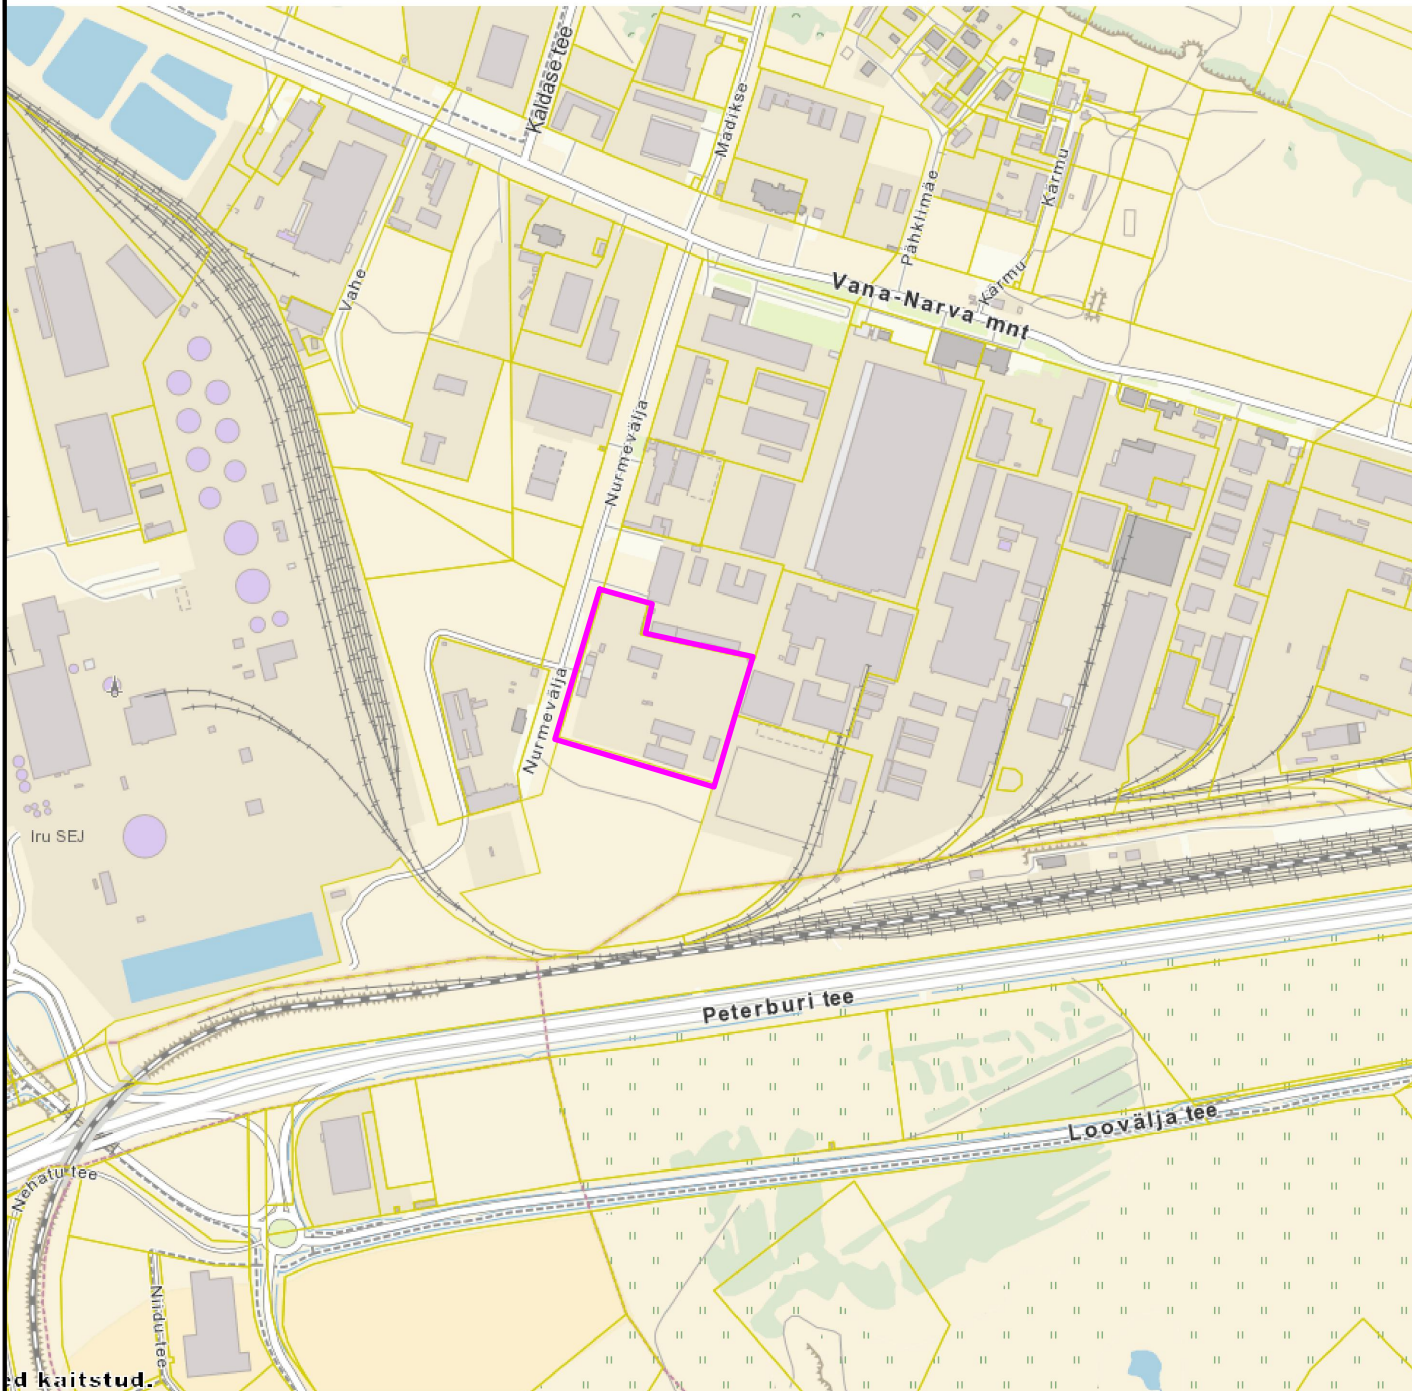 Kaldase tee
Madikse
Pähklimäe
Kärmu
Kärmu
Vahe
Vana-Narva mnt
Nurmevälja
Nurmevälja
Iru SEJ
Peterburi tee
Loovälja tee
Nehatu tee
Niidu tee
ed kaitstud.